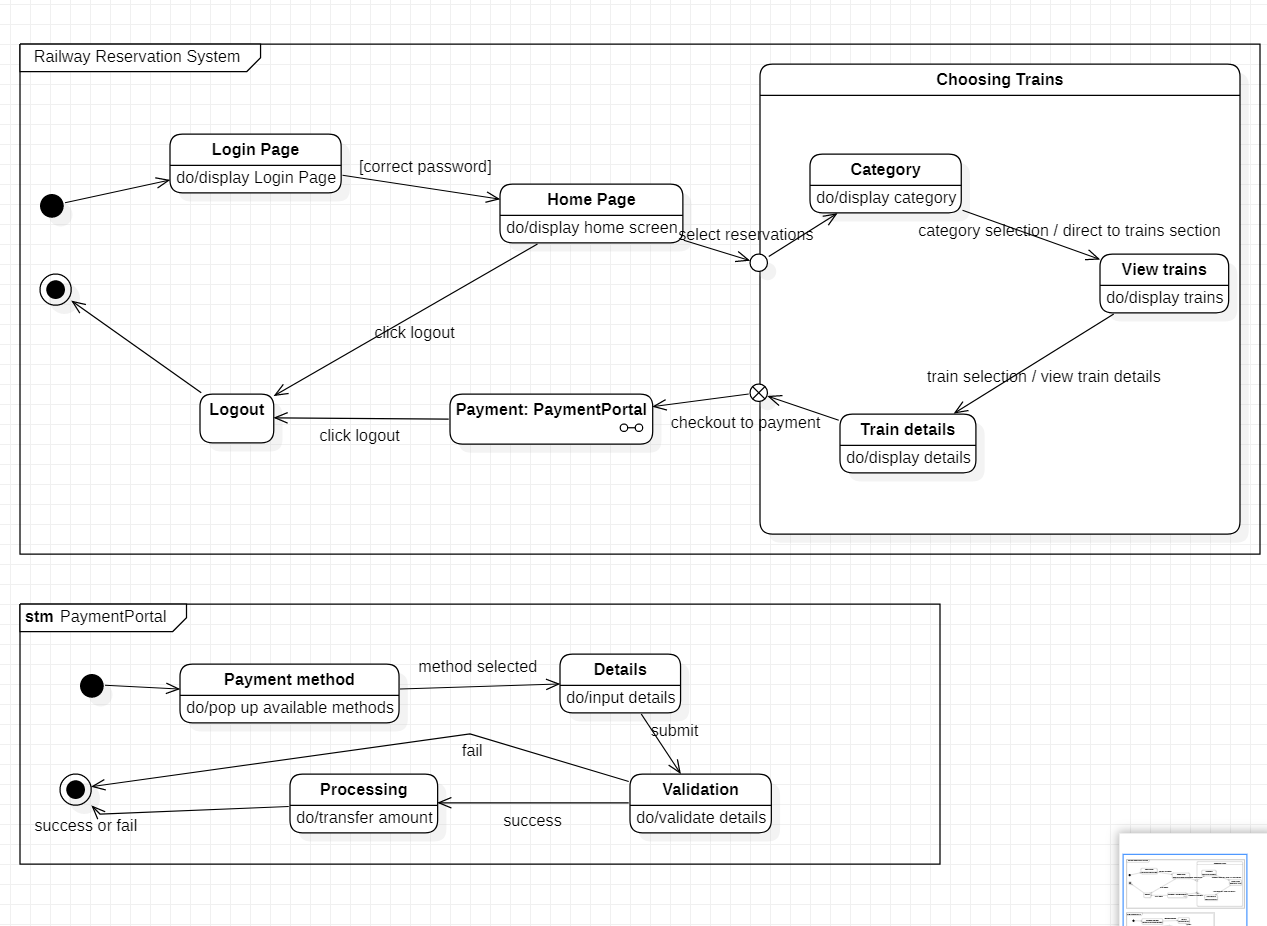 Railway Reservation System
Choosing Trains
Login Page
do/display Login Page
[correct password]
Home Page
do/display home screen
select reservations
Category
do/display category
category selection / direct to trains section
View trains
do/display trains
click logout
train selection / view train details
Logout
click logout
Payment: PaymentPortal
checkout to payment
Train details
do/display details
stm PaymentPortal
Payment method
do/pop up available methods
method selected
Details
do/input details
submit
fail
Processing
do/transfer amount
Validation
do/validate details
success
success or fail